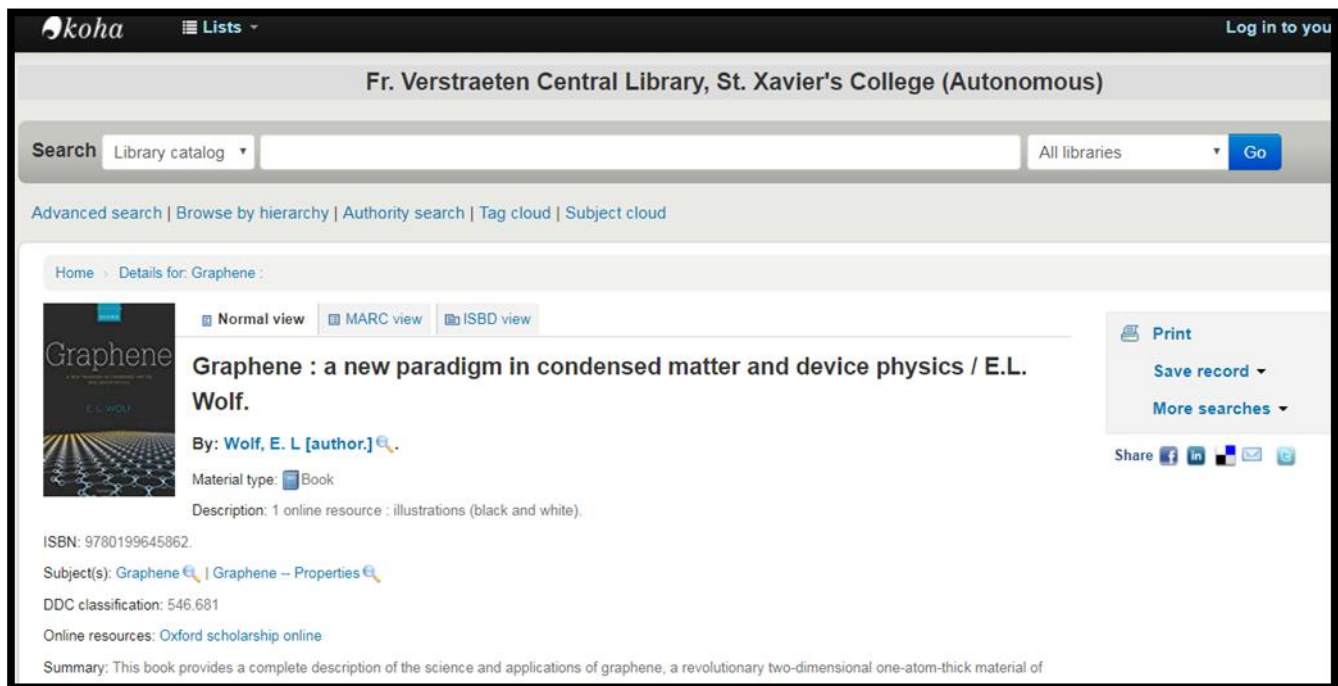 koha Lists Log in to you
Fr. Verstraeten Central Library, St. Xavier's College (Autonomous)
Search Library catalog All libraries Go
Advanced search | Browse by hierarchy | Authority search | Tag cloud | Subject cloud
Home › Details for: Graphene :
Normal view MARC view ISBD view
Graphene
E. L. WOLF
Graphene : a new paradigm in condensed matter and device physics / E.L.
Wolf.
By: Wolf, E. L [author.].
Material type: Book
Description: 1 online resource : illustrations (black and white).
ISBN: 9780199645862.
Subject(s): Graphene | Graphene -- Properties
DDC classification: 546.681
Online resources: Oxford scholarship online
Summary: This book provides a complete description of the science and applications of graphene, a revolutionary two-dimensional one-atom-thick material of
Print
Save record
More searches
Share